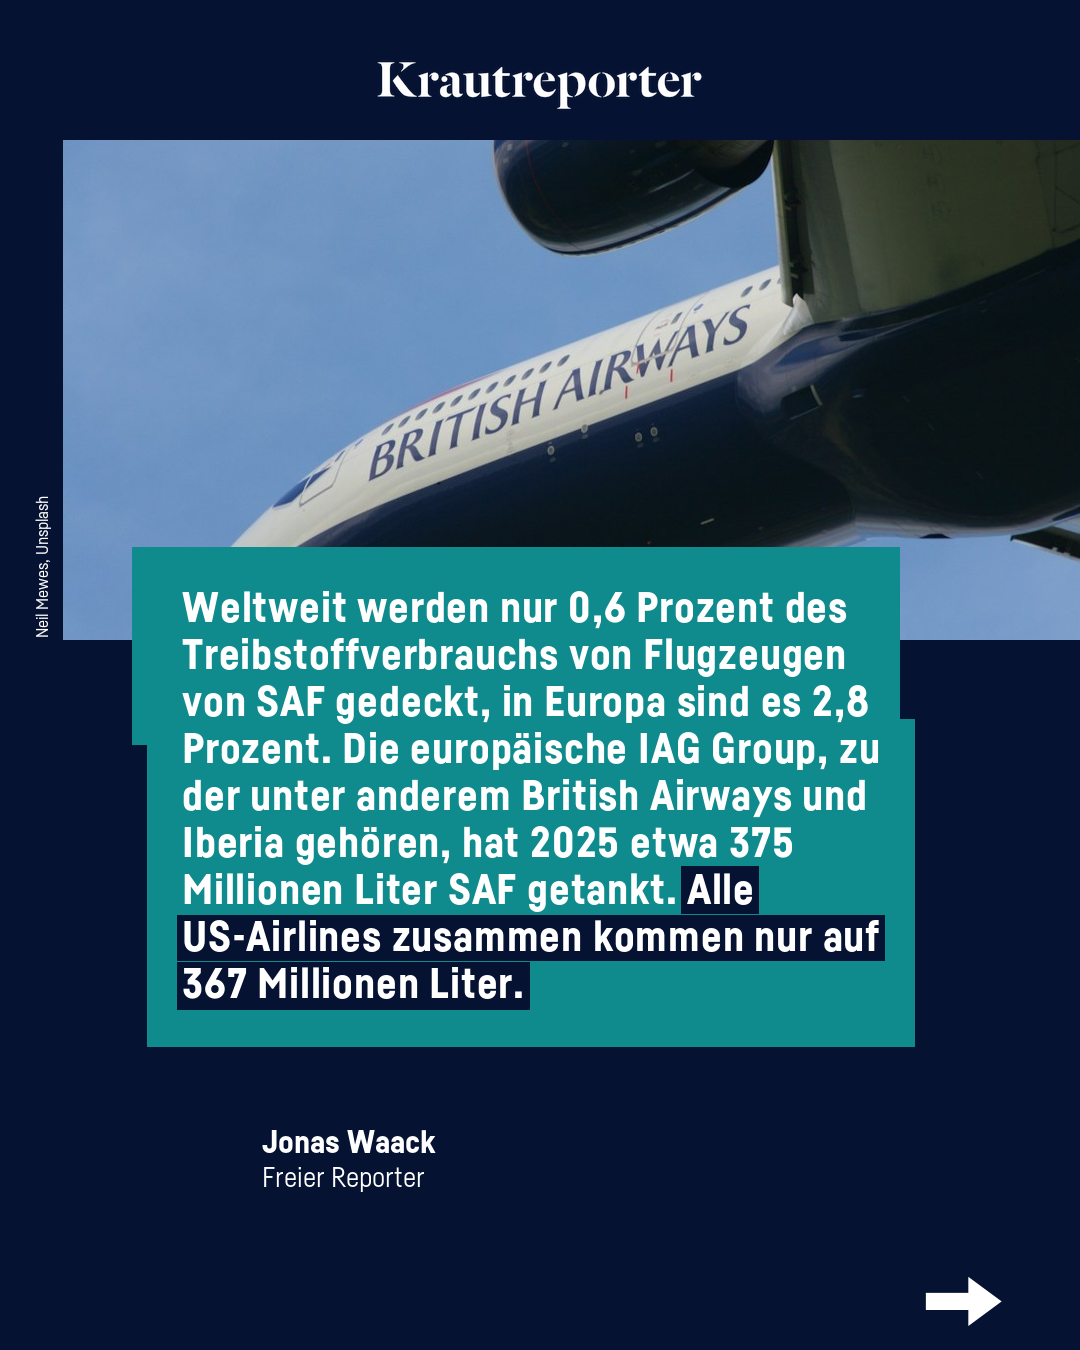 Krautreporter
BRITISH AIRWAYS
Neil Mewes, Unsplash
Weltweit werden nur 0,6 Prozent des
Treibstoffverbrauchs von Flugzeugen
von SAF gedeckt, in Europa sind es 2,8
Prozent. Die europäische IAG Group, zu
der unter anderem British Airways und
Iberia gehören, hat 2025 etwa 375
Millionen Liter SAF getankt. Alle
US-Airlines zusammen kommen nur auf
367 Millionen Liter.
Jonas Waack
Freier Reporter